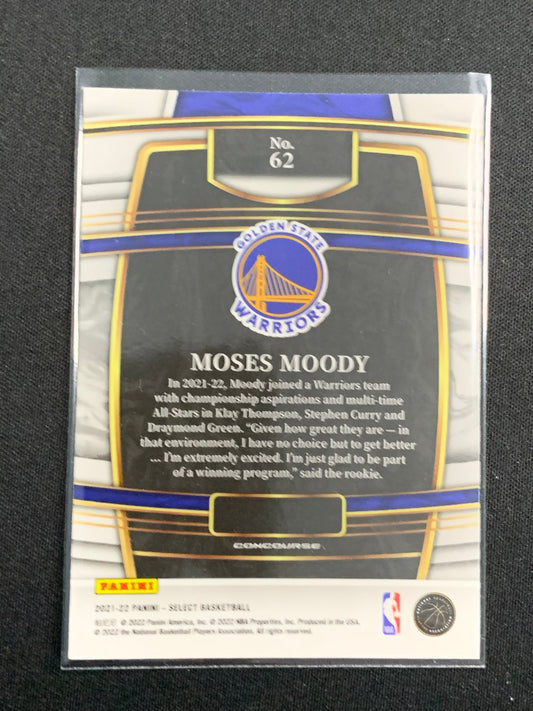 No.
62
GOLDEN STATE
WARRIORS
MOSES MOODY
In 2021-22, Moody joined a Warriors team
with championship aspirations and multi-time
All-Stars in Klay Thompson, Stephen Curry and
Draymond Green. “Given how great they are — in
that environment, I have no choice but to get better
... I'm extremely excited. I'm just glad to be part
of a winning program,” said the rookie.
CONCOURSE
PANINI
2021-22 PANINI – SELECT BASKETBALL
© 2022 Panini America, Inc. © 2022 NBA Properties, Inc. Produced in the USA.
© 2022 the National Basketball Players Association. All rights reserved.
NBA